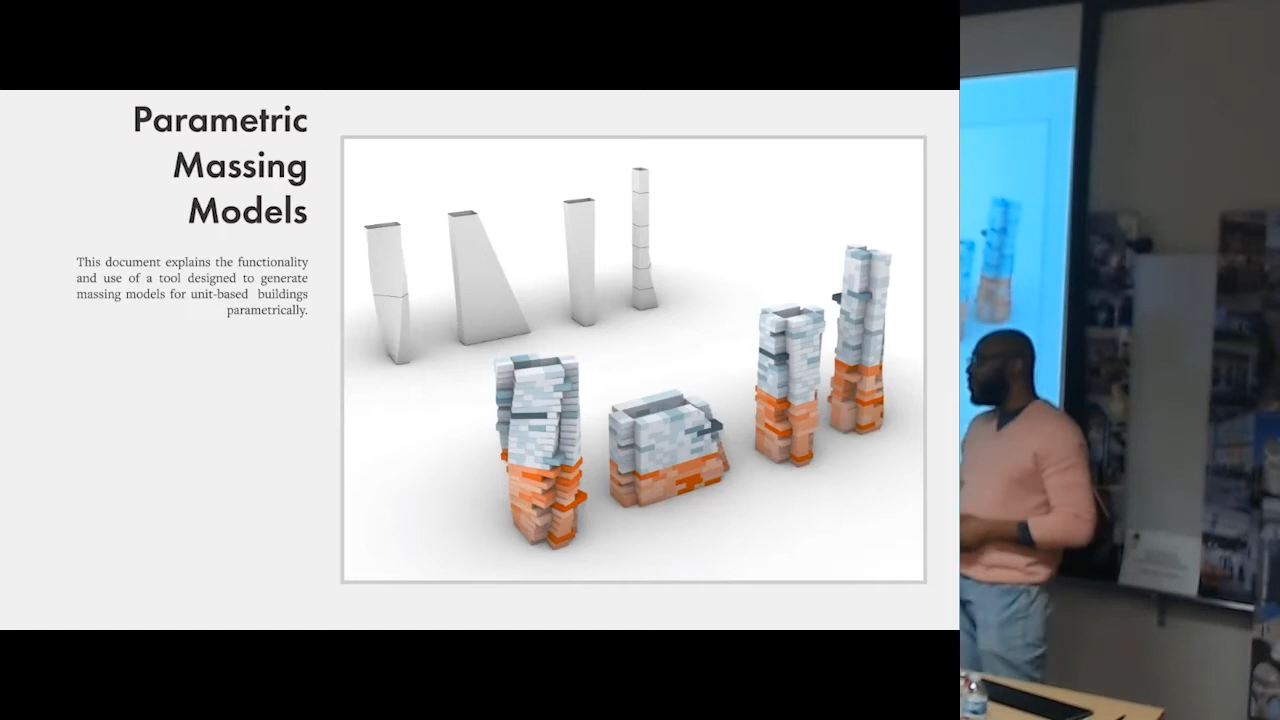 Parametric
Massing
Models
This document explains the functionality
and use of a tool designed to generate
massing models for unit-based buildings
parametrically.